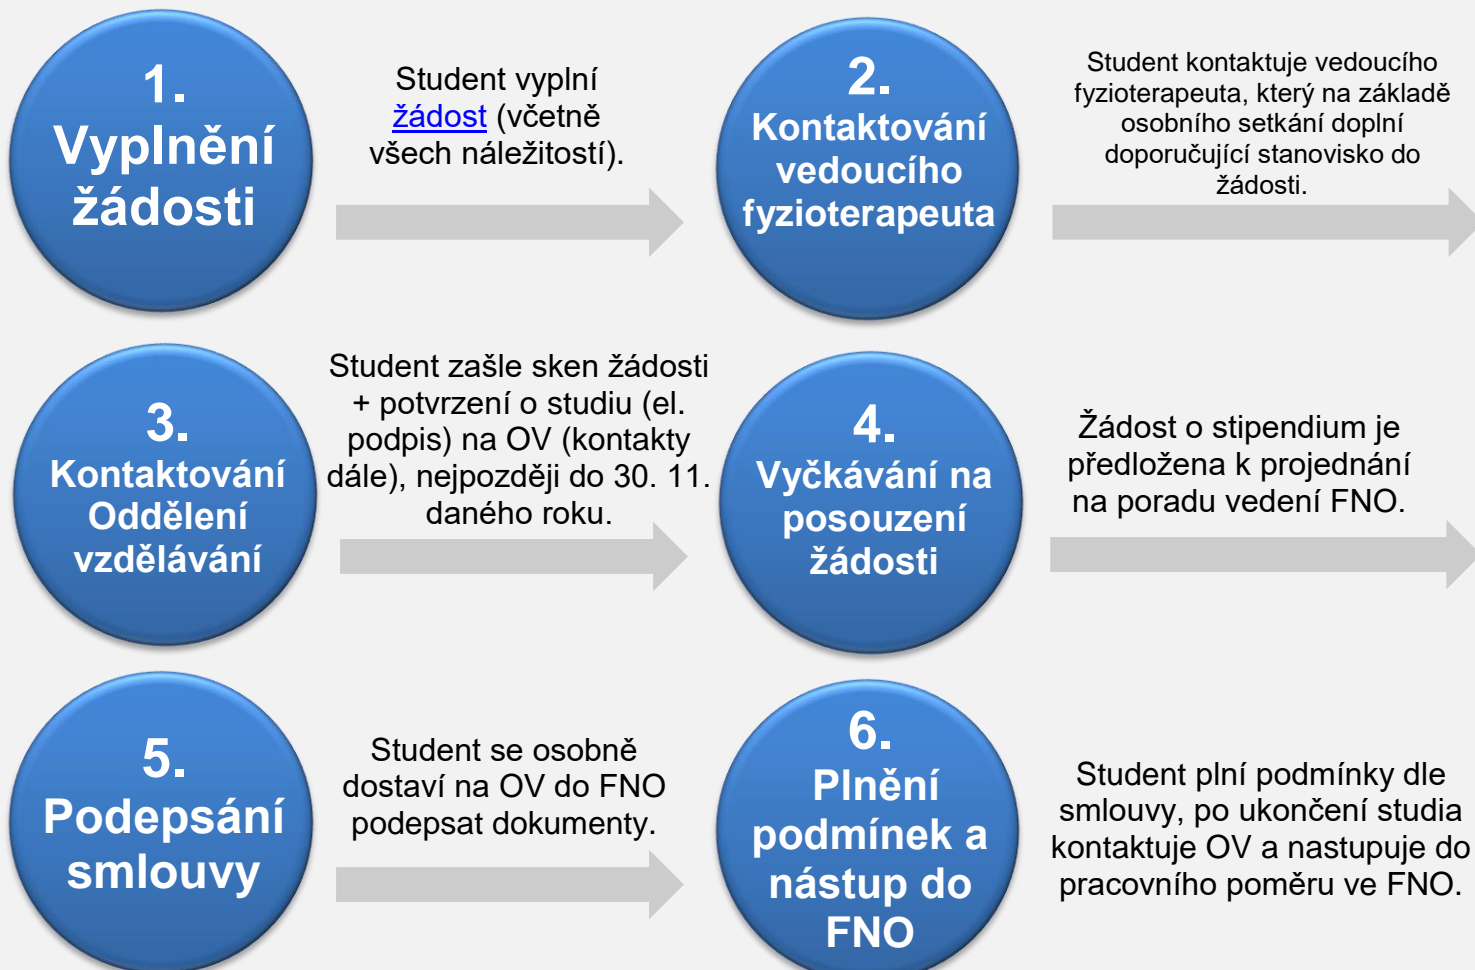 1.
Vyplnění
žádosti
Student vyplní
žádost (včetně
všech náležitostí).
2.
Kontaktování
vedoucího
fyzioterapeuta
Student kontaktuje vedoucího
fyzioterapeuta, který na základě
osobního setkání doplní
doporučující stanovisko do
žádosti.
3.
Kontaktování
Oddělení
vzdělávání
Student zašle sken žádosti
+ potvrzení o studiu (el.
podpis) na OV (kontakty
dále), nejpozději do 30. 11.
daného roku.
4.
Vyčkávání na
posouzení
žádosti
Žádost o stipendium je
předložena k projednání
na poradu vedení FNO.
5.
Podepsání
smlouvy
Student se osobně
dostaví na OV do FNO
podepsat dokumenty.
6.
Plnění
podmínek a
nástup do
FNO
Student plní podmínky dle
smlouvy, po ukončení studia
kontaktuje OV a nastupuje do
pracovního poměru ve FNO.